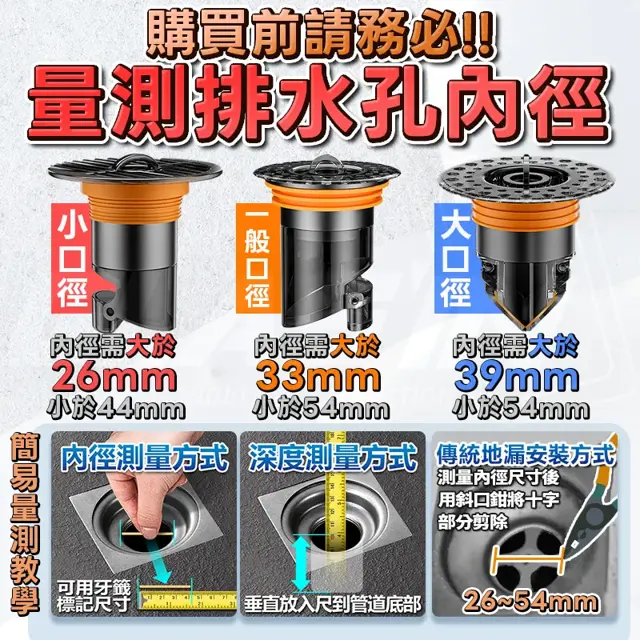 購買前請務必!!
量測排水孔內徑
小口徑
一般口徑
大口徑
內徑需大於
26mm
小於44mm
內徑需大於
33mm
小於54mm
內徑需大於
39mm
小於54mm
簡易量測教學
內徑測量方式
可用牙籤
標記尺寸
深度測量方式
垂直放入尺到管道底部
傳統地漏安裝方式
測量內徑尺寸後
用斜口鉗將十字
部分剪除
26~54mm